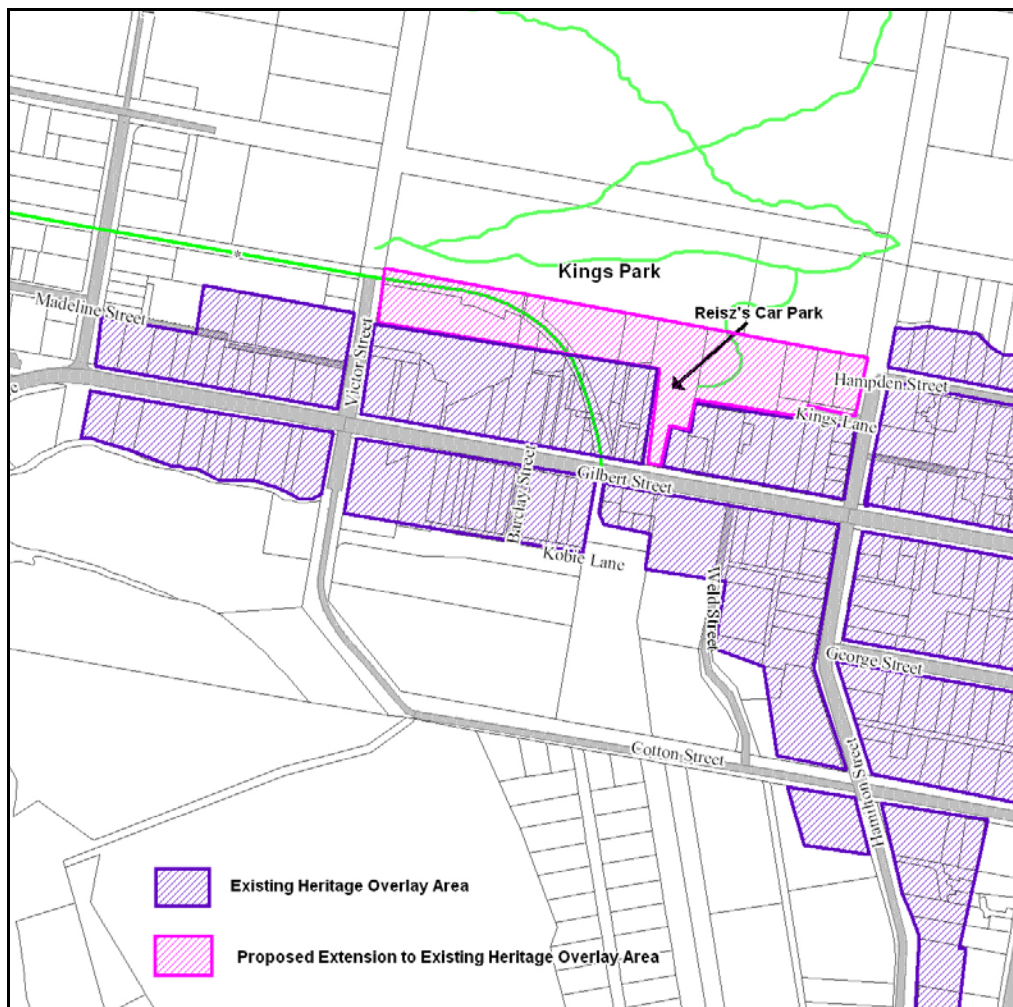 Kings Park
Reisz's Car Park
Madeline Street
Victor Street
Hampden Street
Kings Lane
Gilbert Street
Barclay Street
Kobie Lane
Weld Street
George Street
Cotton Street
Hamilton Street
Existing Heritage Overlay Area
Proposed Extension to Existing Heritage Overlay Area